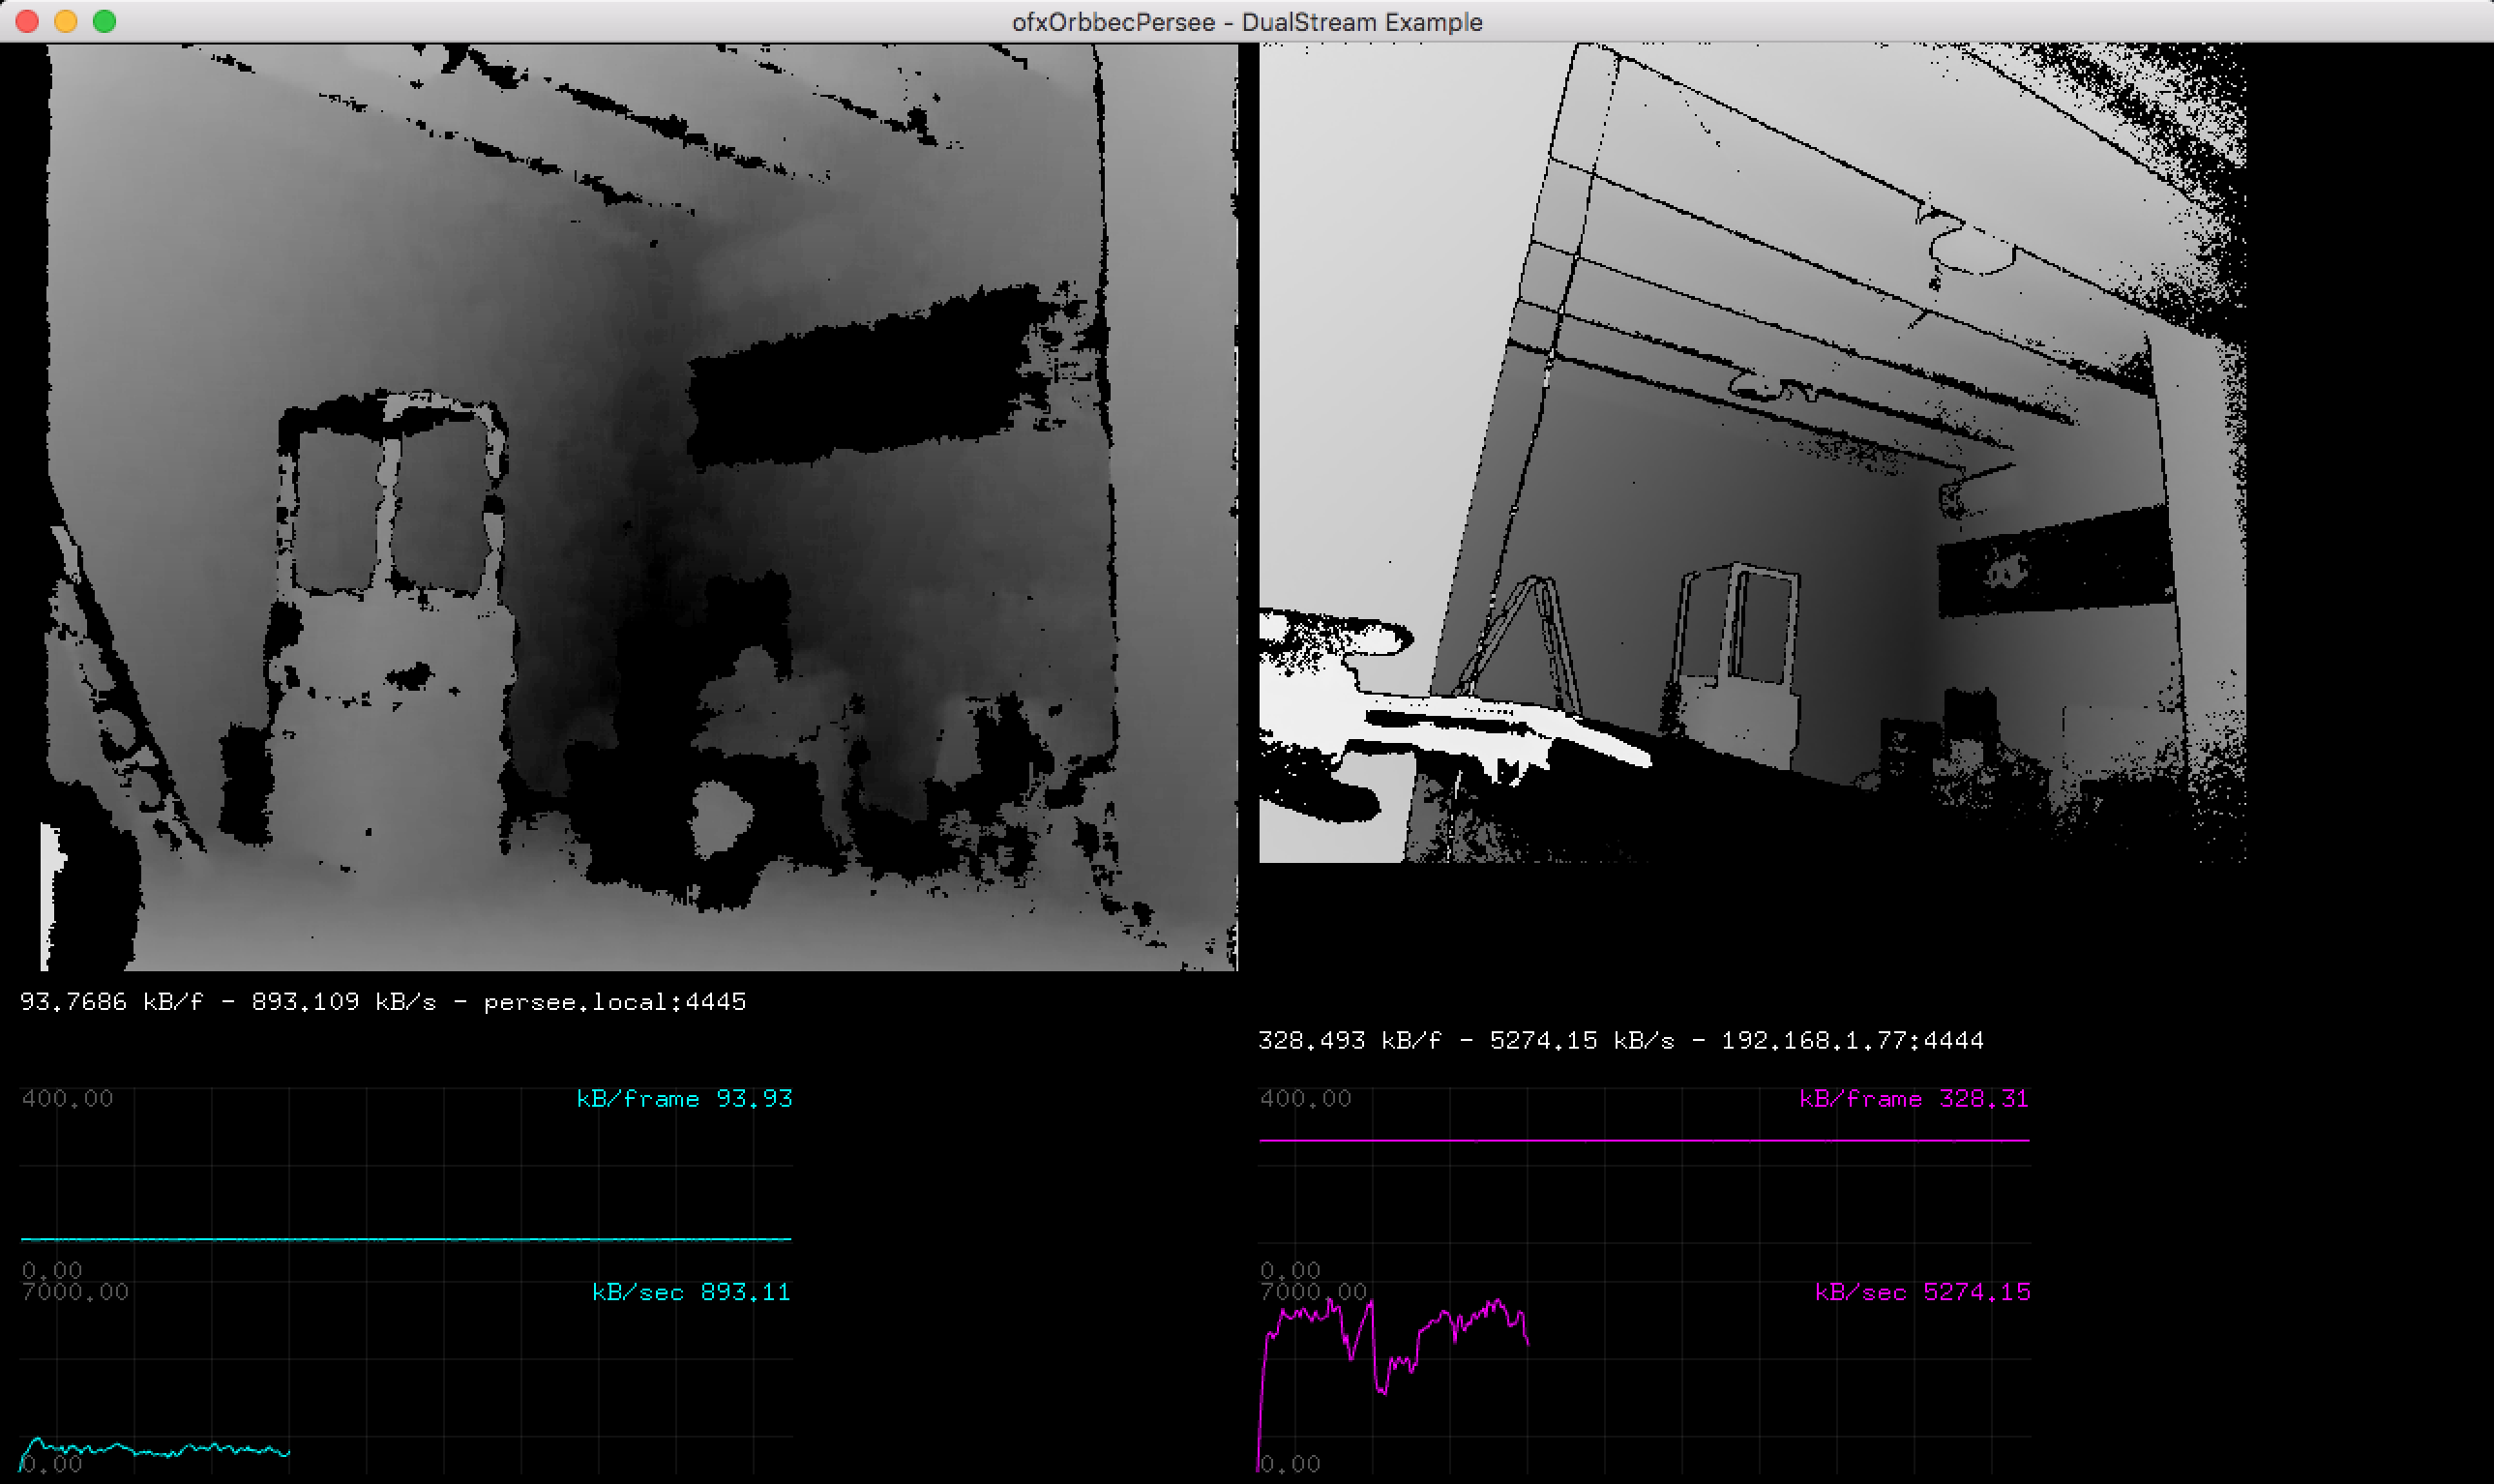 ofxOrbbecPersee - DualStream Example
93.7686 kB/f - 893.109 kB/s - persee.local:4445
328.493 kB/f - 5274.15 kB/s - 192.168.1.77:4444
400.00
kB/frame 93.93
0.00
7000.00
kB/sec 893.11
0.00
400.00
kB/frame 328.31
0.00
7000.00
kB/sec 5274.15
0.00